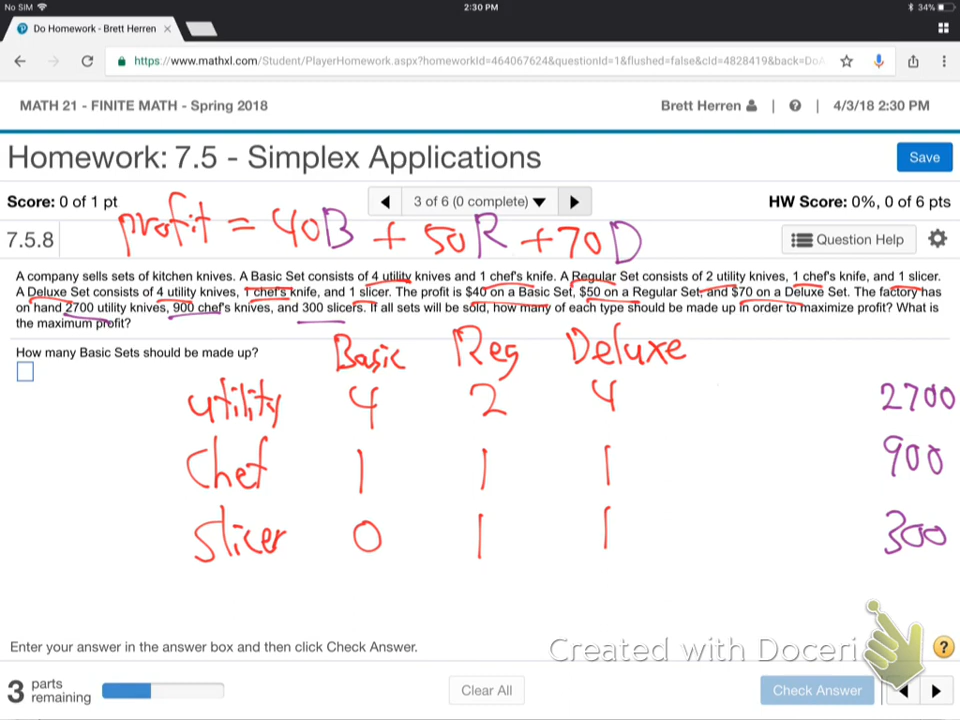 No SIM 2:30 PM 34%
Do Homework - Brett Herren ×
https://www.mathxl.com/Student/PlayerHomework.aspx?homeworkId=464067624&questionId=1&flushed=false&cId=4828419&back=Do
MATH 21 - FINITE MATH - Spring 2018 Brett Herren | ? | 4/3/18 2:30 PM
Homework: 7.5 - Simplex Applications Save
Score: 0 of 1 pt 3 of 6 (0 complete) HW Score: 0%, 0 of 6 pts
profit = 40B + 50R + 70D
7.5.8 Question Help
A company sells sets of kitchen knives. A Basic Set consists of 4 utility knives and 1 chef's knife. A Regular Set consists of 2 utility knives, 1 chef's knife, and 1 slicer.
A Deluxe Set consists of 4 utility knives, 1 chef's knife, and 1 slicer. The profit is $40 on a Basic Set, $50 on a Regular Set, and $70 on a Deluxe Set. The factory has
on hand 2700 utility knives, 900 chef's knives, and 300 slicers. If all sets will be sold, how many of each type should be made up in order to maximize profit? What is
the maximum profit?
How many Basic Sets should be made up?
Basic Reg Deluxe
utility 4 2 4 2700
Chef 1 1 1 900
slicer 0 1 1 300
Enter your answer in the answer box and then click Check Answer.
Created with Doceri
?
3 parts remaining Clear All Check Answer